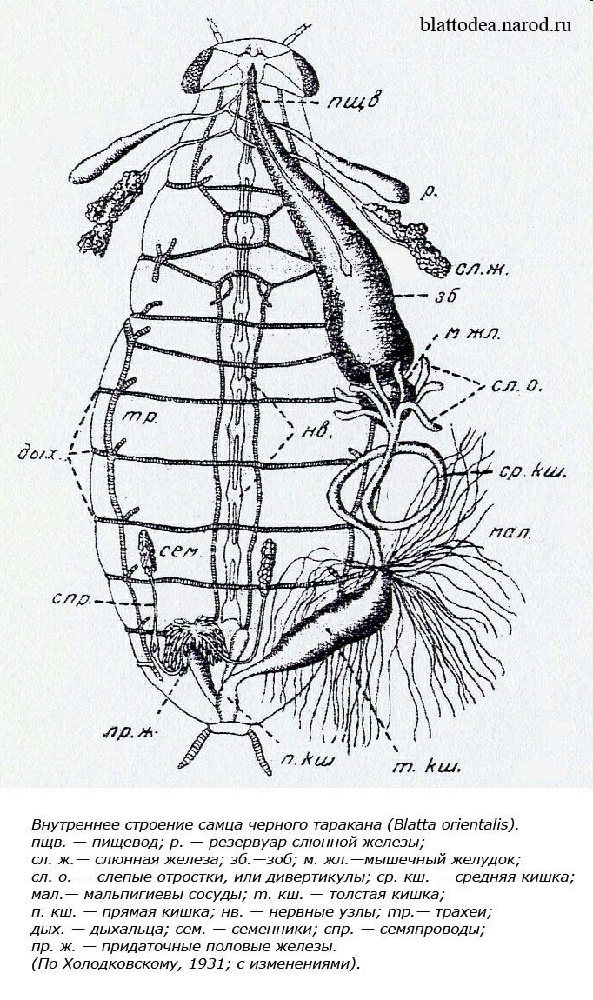 blattodea.narod.ru
пщв
р.
сл.ж.
зб
м жл.
сл. о.
тр.
нв.
дых.
ср. кш.
мал.
сем.
спр.
пр. ж.
п. кш
т. кш.
Внутреннее строение самца черного таракана (Blatta orientalis).
пщв. — пищевод; р. — резервуар слюнной железы;
сл. ж.— слюнная железа; зб.—зоб; м. жл.—мышечный желудок;
сл. о. — слепые отростки, или дивертикулы; ср. кш. — средняя кишка;
мал.— мальпигиевы сосуды; т. кш. — толстая кишка;
п. кш. — прямая кишка; нв. — нервные узлы; тр.— трахеи;
дых. — дыхальца; сем. — семенники; спр. — семяпроводы;
пр. ж. — придаточные половые железы.
(По Холодковскому, 1931; с изменениями).